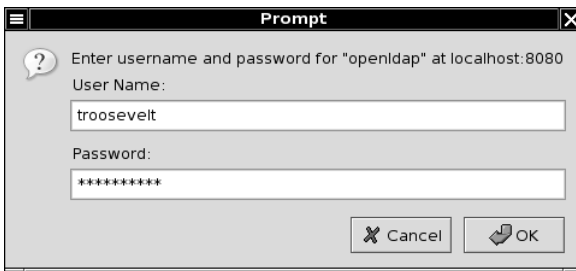 Prompt
Enter username and password for "openldap" at localhost:8080
User Name:
troosevelt
Password:
**********
Cancel
OK